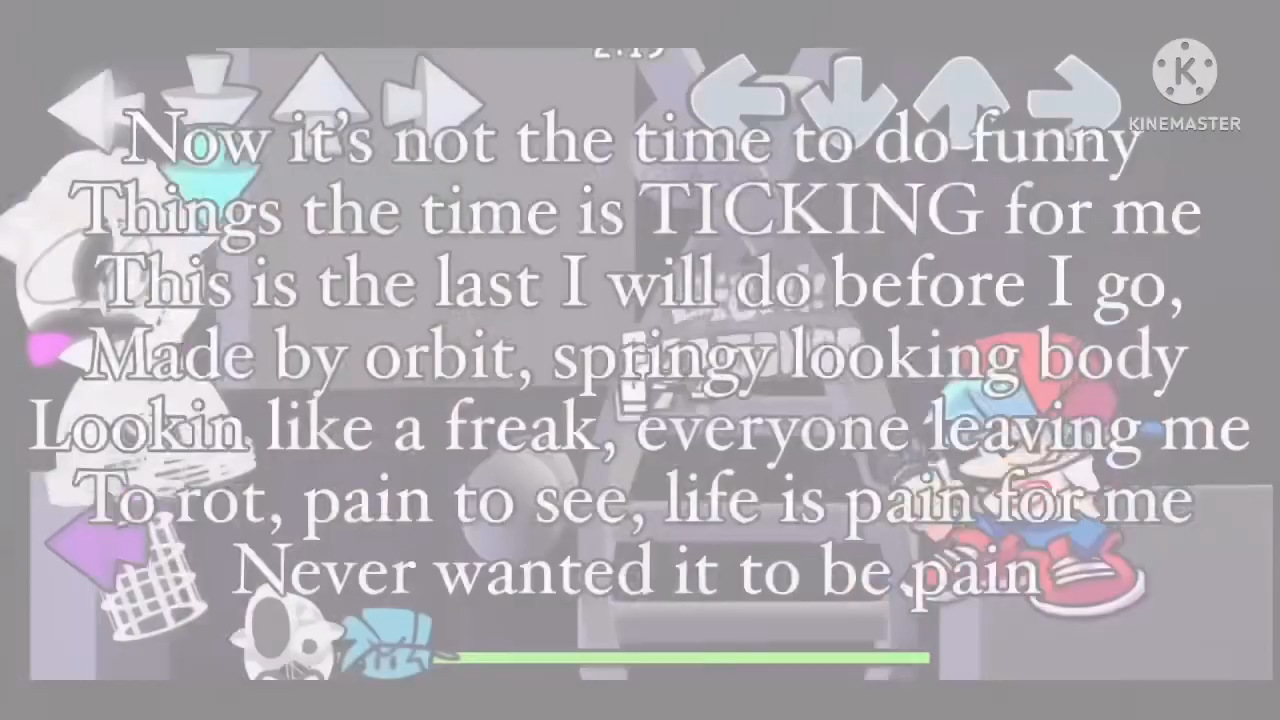 2:19
KINEMASTER
Now it's not the time to do funny
Things the time is TICKING for me
This is the last I will do before I go,
Made by orbit, springy looking body
Lookin like a freak, everyone leaving me
To rot, pain to see, life is pain for me
Never wanted it to be pain